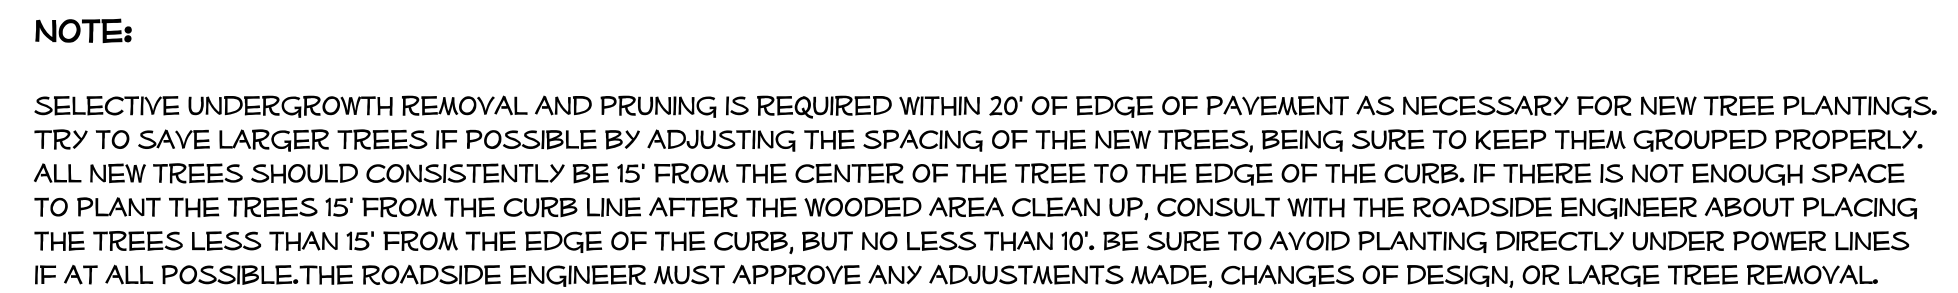 NOTE:
SELECTIVE UNDERGROWTH REMOVAL AND PRUNING IS REQUIRED WITHIN 20' OF EDGE OF PAVEMENT AS NECESSARY FOR NEW TREE PLANTINGS.
TRY TO SAVE LARGER TREES IF POSSIBLE BY ADJUSTING THE SPACING OF THE NEW TREES, BEING SURE TO KEEP THEM GROUPED PROPERLY.
ALL NEW TREES SHOULD CONSISTENTLY BE 15' FROM THE CENTER OF THE TREE TO THE EDGE OF THE CURB. IF THERE IS NOT ENOUGH SPACE
TO PLANT THE TREES 15' FROM THE CURB LINE AFTER THE WOODED AREA CLEAN UP, CONSULT WITH THE ROADSIDE ENGINEER ABOUT PLACING
THE TREES LESS THAN 15' FROM THE EDGE OF THE CURB, BUT NO LESS THAN 10'. BE SURE TO AVOID PLANTING DIRECTLY UNDER POWER LINES
IF AT ALL POSSIBLE.THE ROADSIDE ENGINEER MUST APPROVE ANY ADJUSTMENTS MADE, CHANGES OF DESIGN, OR LARGE TREE REMOVAL.